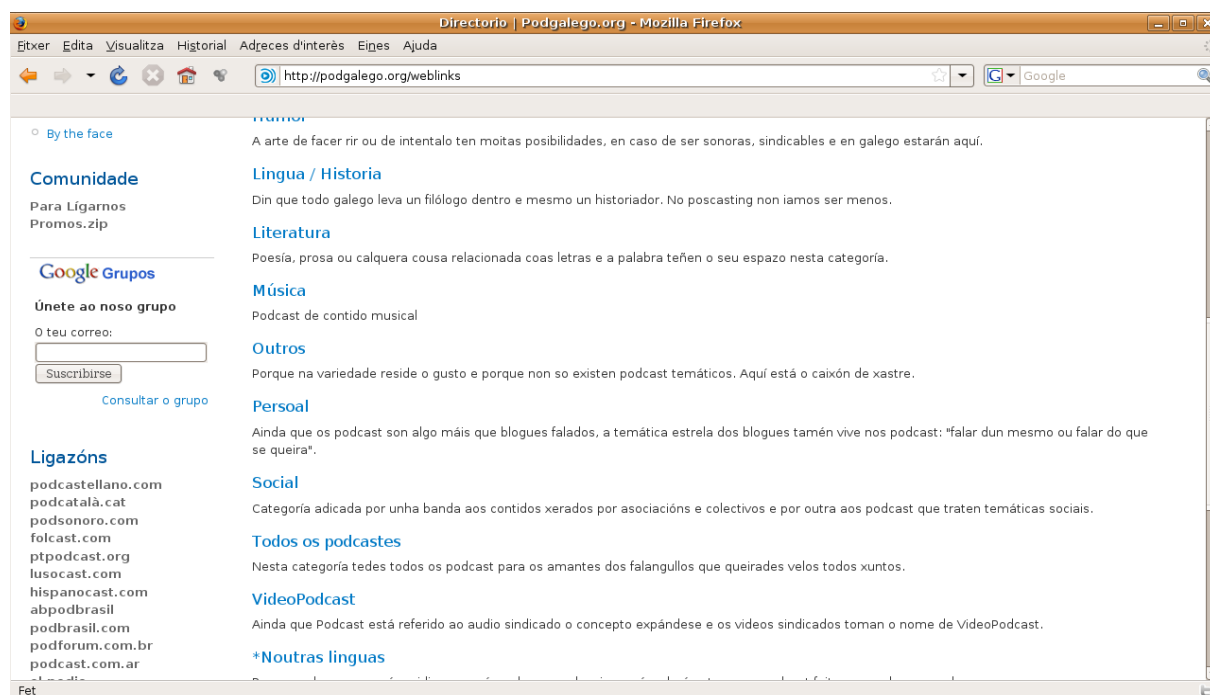 Directorio | Podgalego.org - Mozilla Firefox
Fitxer Edita Visualitza Historial Adreces d'interès Eines Ajuda
http://podgalego.org/weblinks
G Google
By the face
Comunidade
Para Lígarnos
Promos.zip
Google Grupos
Únete ao noso grupo
O teu correo:
Suscribirse
Consultar o grupo
Ligazóns
podcastellano.com
podcatalà.cat
podsonoro.com
folcast.com
ptpodcast.org
lusocast.com
hispanocast.com
abpodbrasil
podbrasil.com
podforum.com.br
podcast.com.ar
Humor
A arte de facer rir ou de intentalo ten moitas posibilidades, en caso de ser sonoras, sindicables e en galego estarán aquí.
Lingua / Historia
Din que todo galego leva un filólogo dentro e mesmo un historiador. No poscasting non iamos ser menos.
Literatura
Poesía, prosa ou calquera cousa relacionada coas letras e a palabra teñen o seu espazo nesta categoría.
Música
Podcast de contido musical
Outros
Porque na variedade reside o gusto e porque non so existen podcast temáticos. Aquí está o caixón de xastre.
Persoal
Ainda que os podcast son algo máis que blogues falados, a temática estrela dos blogues tamén vive nos podcast: "falar dun mesmo ou falar do que
se queira".
Social
Categoría adicada por unha banda aos contidos xerados por asociacións e colectivos e por outra aos podcast que traten temáticas sociais.
Todos os podcastes
Nesta categoría tedes todos os podcast para os amantes dos falangullos que queirades velos todos xuntos.
VideoPodcast
Ainda que Podcast está referido ao audio sindicado o concepto expándese e os videos sindicados toman o nome de VideoPodcast.
*Noutras linguas
Fet